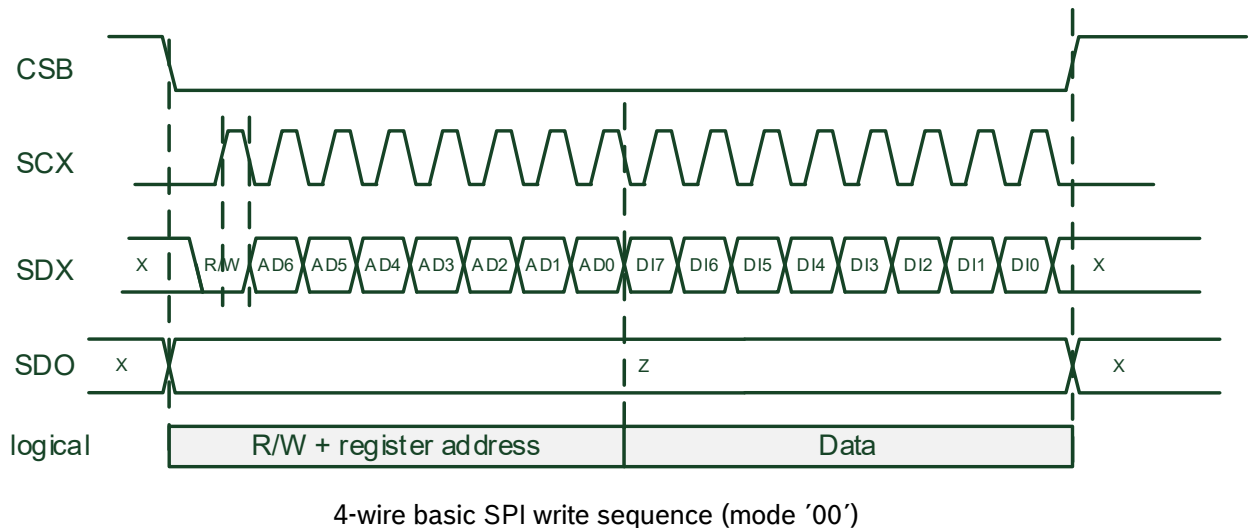 CSB
SCX
SDX X R/W AD6 AD5 AD4 AD3 AD2 AD1 AD0 DI7 DI6 DI5 DI4 DI3 DI2 DI1 DI0 X
SDO X Z X
logical R/W + register address Data
4-wire basic SPI write sequence (mode ´00´)